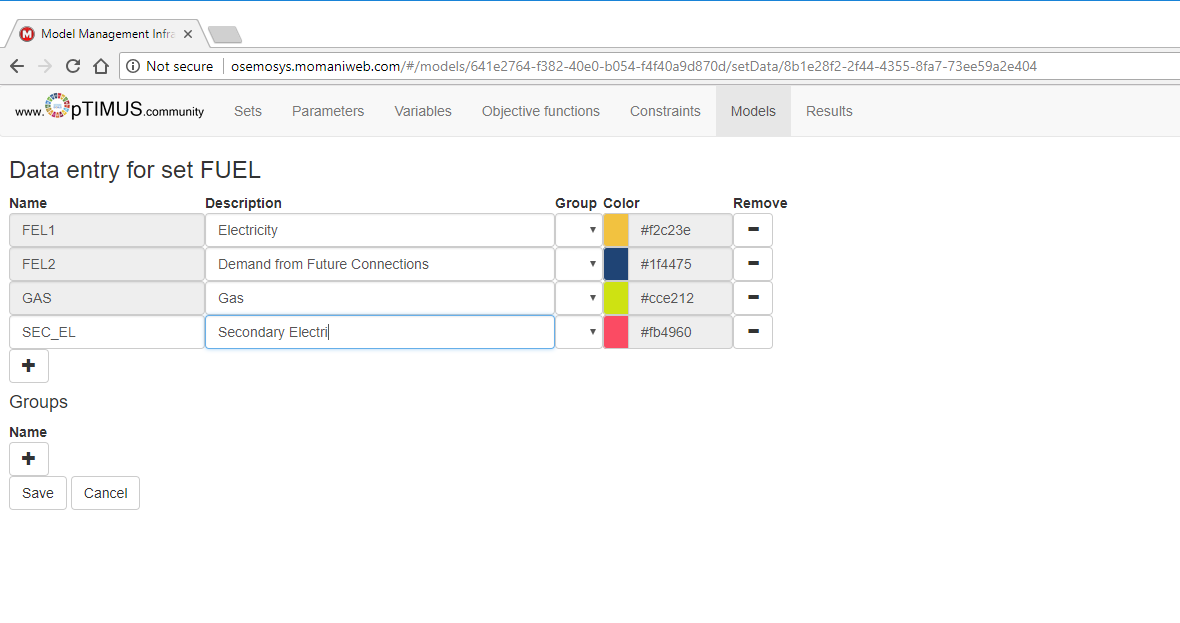 Model Management Infra
Not secure osemosys.momaniweb.com/#/models/641e2764-f382-40e0-b054-f4f40a9d870d/setData/8b1e28f2-2f44-4355-8fa7-73ee59a2e404
www.OpTIMUS.community Sets Parameters Variables Objective functions Constraints Models Results
Data entry for set FUEL
Name Description Group Color Remove
FEL1 Electricity #f2c23e
FEL2 Demand from Future Connections #1f4475
GAS Gas #cce212
SEC_EL Secondary Electri #fb4960
Groups
Name
Save Cancel